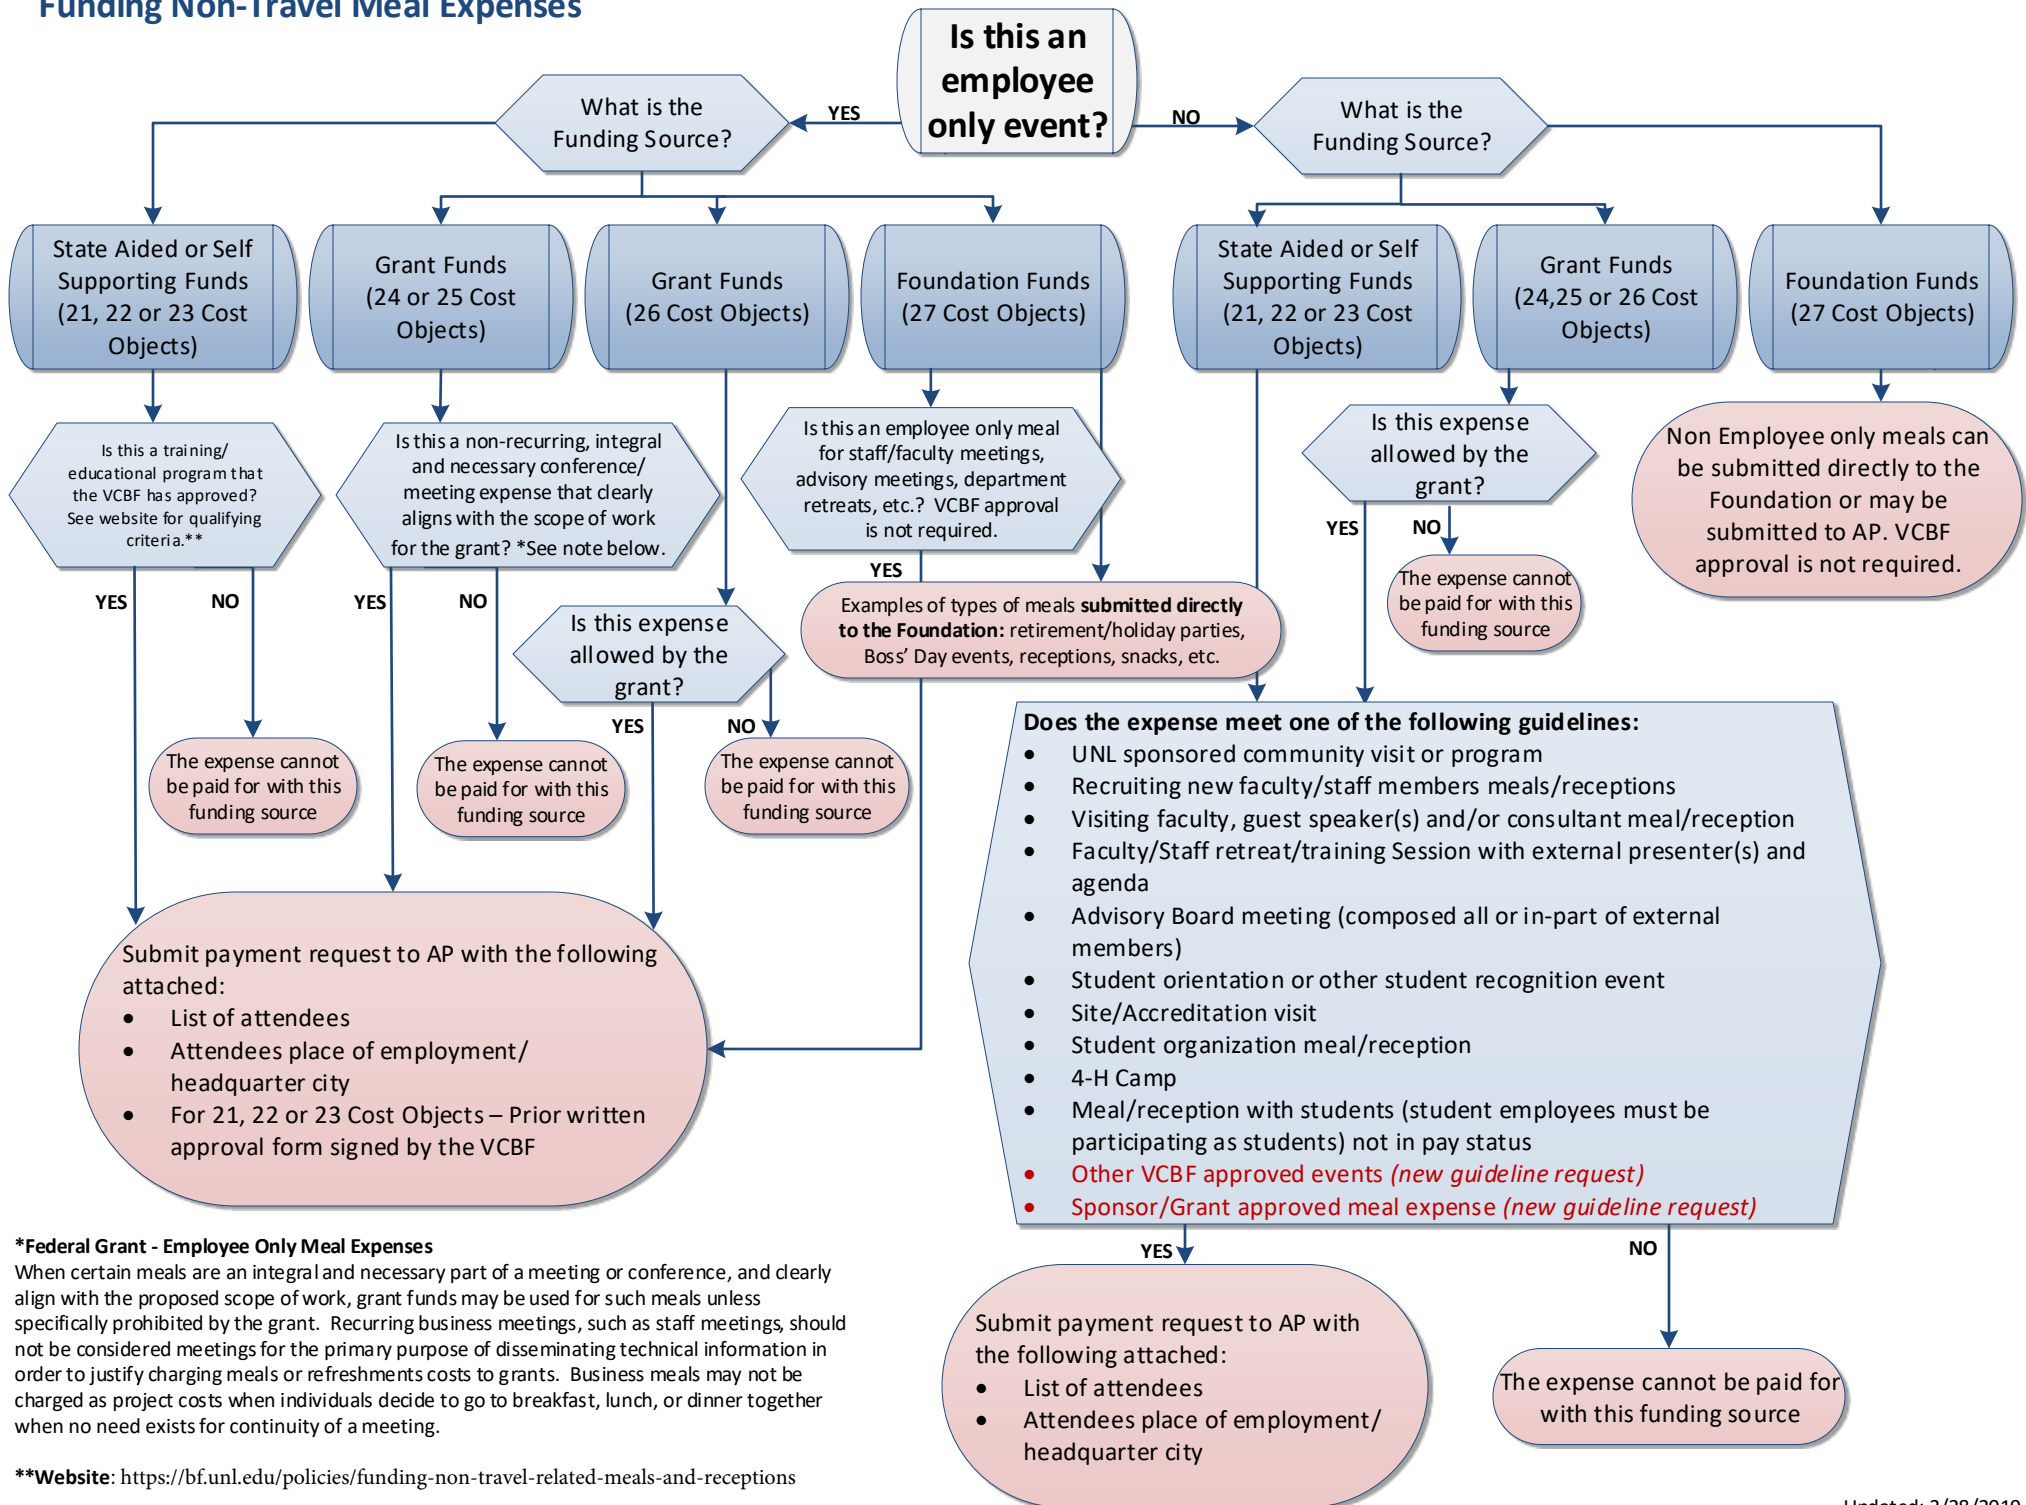 Funding Non-Travel Meal Expenses
Is this an
employee
only event?
YES
NO
What is the
Funding Source?
What is the
Funding Source?
State Aided or Self
Supporting Funds
(21, 22 or 23 Cost
Objects)
Grant Funds
(24 or 25 Cost
Objects)
Grant Funds
(26 Cost Objects)
Foundation Funds
(27 Cost Objects)
State Aided or Self
Supporting Funds
(21, 22 or 23 Cost
Objects)
Grant Funds
(24,25 or 26 Cost
Objects)
Foundation Funds
(27 Cost Objects)
Is this a training/
educational program that
the VCBF has approved?
See website for qualifying
criteria.**
YES
NO
Is this a non-recurring, integral
and necessary conference/
meeting expense that clearly
aligns with the scope of work
for the grant? *See note below.
YES
NO
Is this an employee only meal
for staff/faculty meetings,
advisory meetings, department
retreats, etc.? VCBF approval
is not required.
YES
Is this expense
allowed by the
grant?
YES
NO
The expense cannot
be paid for with this
funding source
Non Employee only meals can
be submitted directly to the
Foundation or may be
submitted to AP. VCBF
approval is not required.
Examples of types of meals submitted directly
to the Foundation: retirement/holiday parties,
Boss’ Day events, receptions, snacks, etc.
Is this expense
allowed by the
grant?
YES
NO
The expense cannot
be paid for with this
funding source
The expense cannot
be paid for with this
funding source
The expense cannot
be paid for with this
funding source
Submit payment request to AP with the following
attached:
• List of attendees
• Attendees place of employment/
headquarter city
• For 21, 22 or 23 Cost Objects – Prior written
approval form signed by the VCBF
Does the expense meet one of the following guidelines:
• UNL sponsored community visit or program
• Recruiting new faculty/staff members meals/receptions
• Visiting faculty, guest speaker(s) and/or consultant meal/reception
• Faculty/Staff retreat/training Session with external presenter(s) and
agenda
• Advisory Board meeting (composed all or in-part of external
members)
• Student orientation or other student recognition event
• Site/Accreditation visit
• Student organization meal/reception
• 4-H Camp
• Meal/reception with students (student employees must be
participating as students) not in pay status
• Other VCBF approved events (new guideline request)
• Sponsor/Grant approved meal expense (new guideline request)
YES
NO
Submit payment request to AP with
the following attached:
• List of attendees
• Attendees place of employment/
headquarter city
The expense cannot be paid for
with this funding source
*Federal Grant - Employee Only Meal Expenses
When certain meals are an integral and necessary part of a meeting or conference, and clearly
align with the proposed scope of work, grant funds may be used for such meals unless
specifically prohibited by the grant. Recurring business meetings, such as staff meetings, should
not be considered meetings for the primary purpose of disseminating technical information in
order to justify charging meals or refreshments costs to grants. Business meals may not be
charged as project costs when individuals decide to go to breakfast, lunch, or dinner together
when no need exists for continuity of a meeting.
**Website: https://bf.unl.edu/policies/funding-non-travel-related-meals-and-receptions
Updated: 3/28/2019